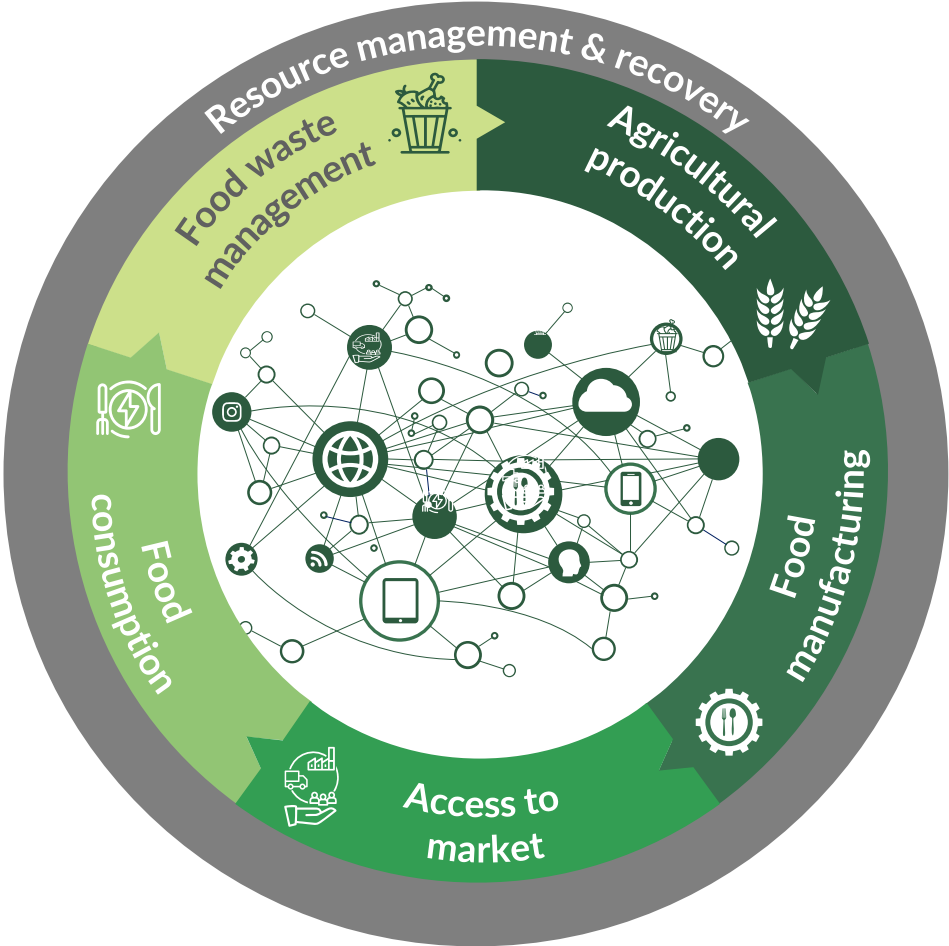 Resource management & recovery
Agricultural
production
Food
manufacturing
Access to
market
Food
consumption
Food waste
management